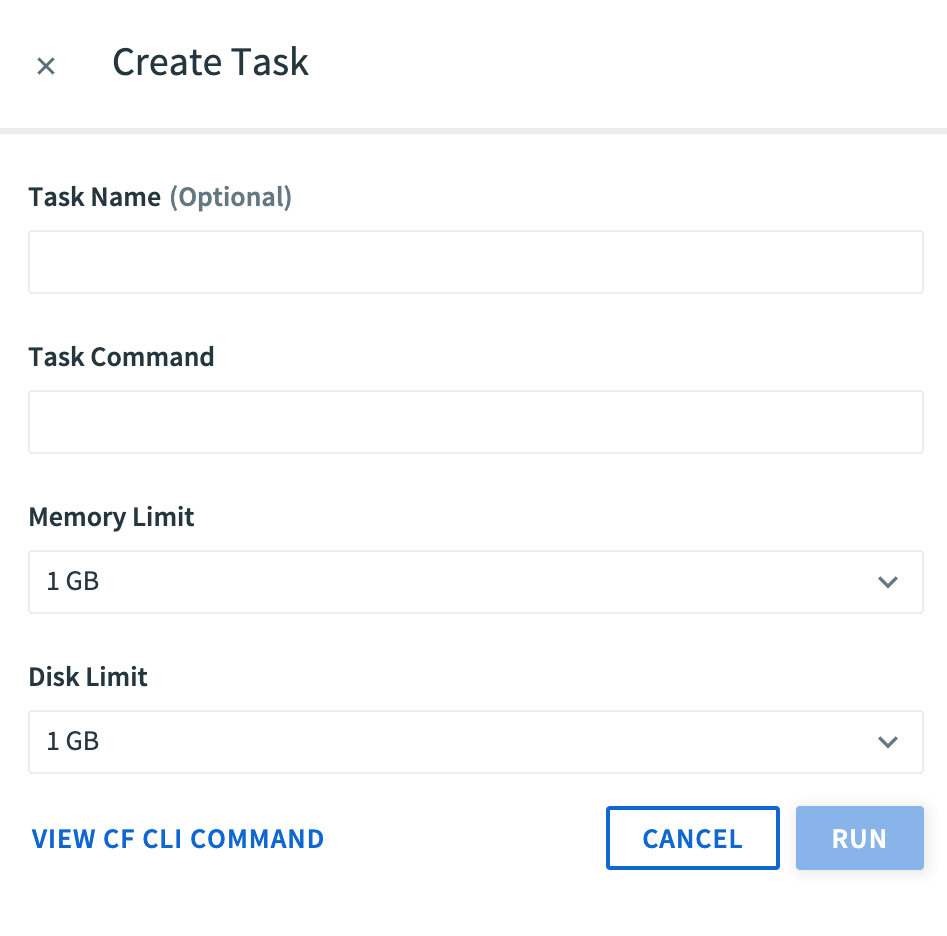 × Create Task
Task Name (Optional)
Task Command
Memory Limit
1 GB
Disk Limit
1 GB
VIEW CF CLI COMMAND CANCEL RUN